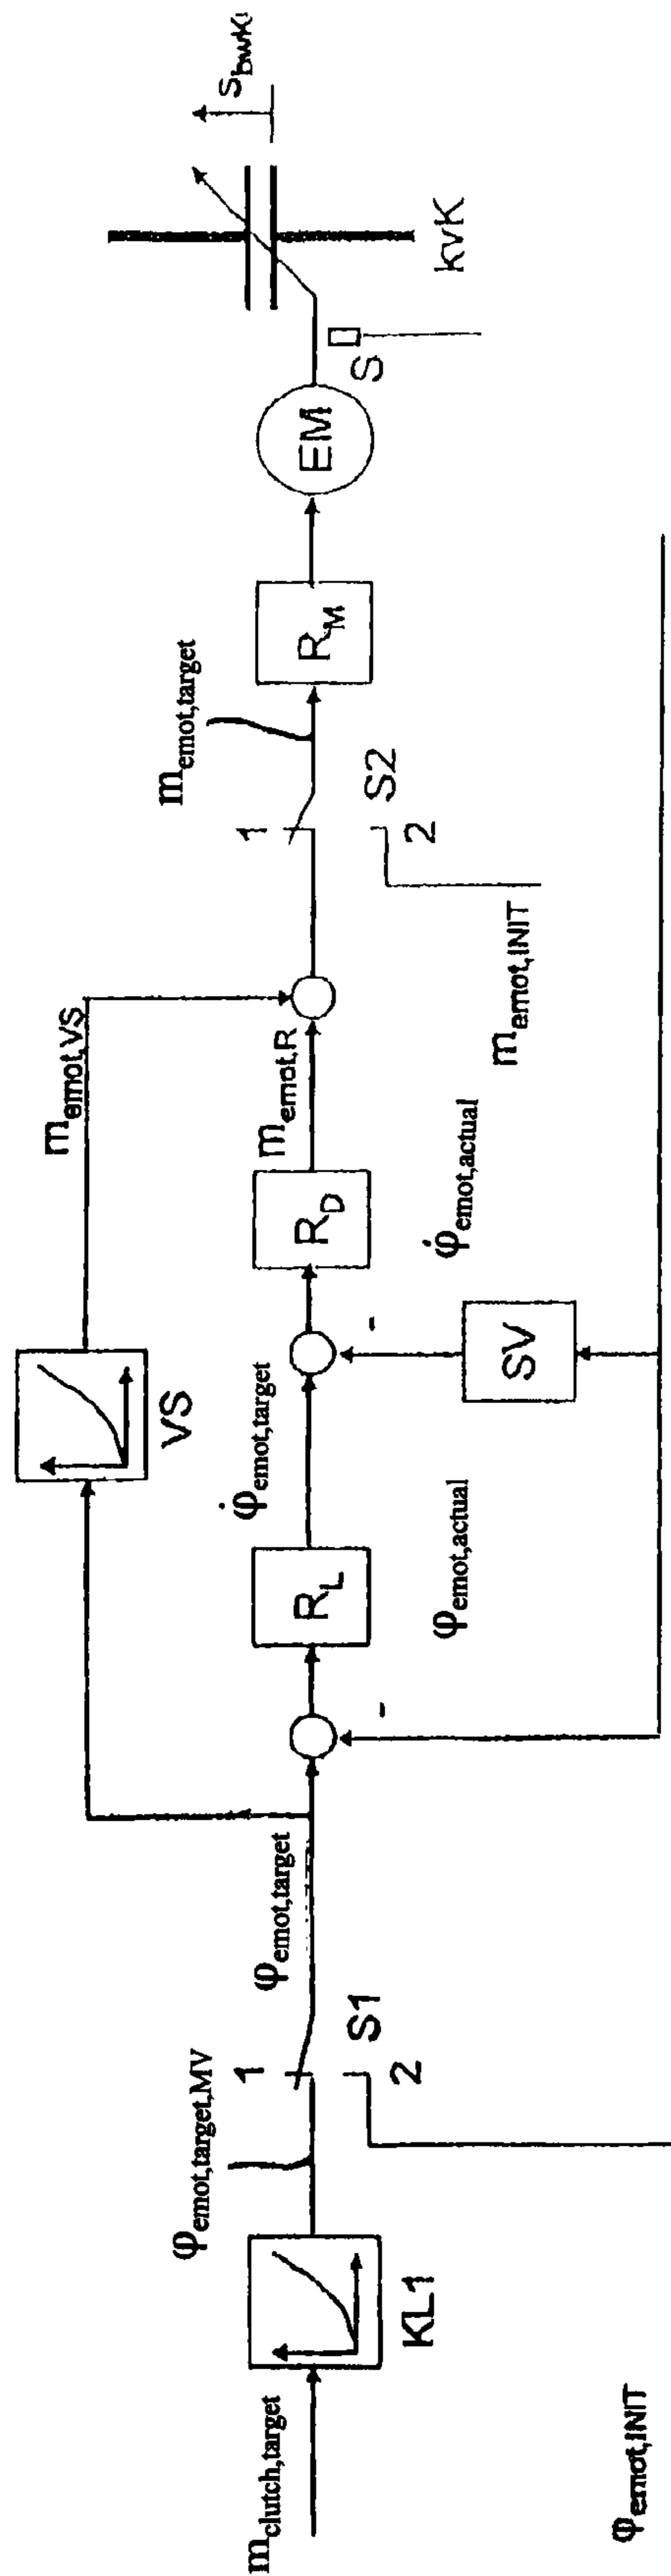 m_clutch,target
KL1
φ_emot,target,MV
φ_emot,INIT
1
S1
2
φ_emot,target
-
R_L
φ_emot,actual
VS
φ̇_emot,target
-
SV
φ̇_emot,actual
R_D
m_emot,VS
m_emot,R
m_emot,INIT
1
S2
2
m_emot,target
R_M
EM
S
kvK
S_bwKl